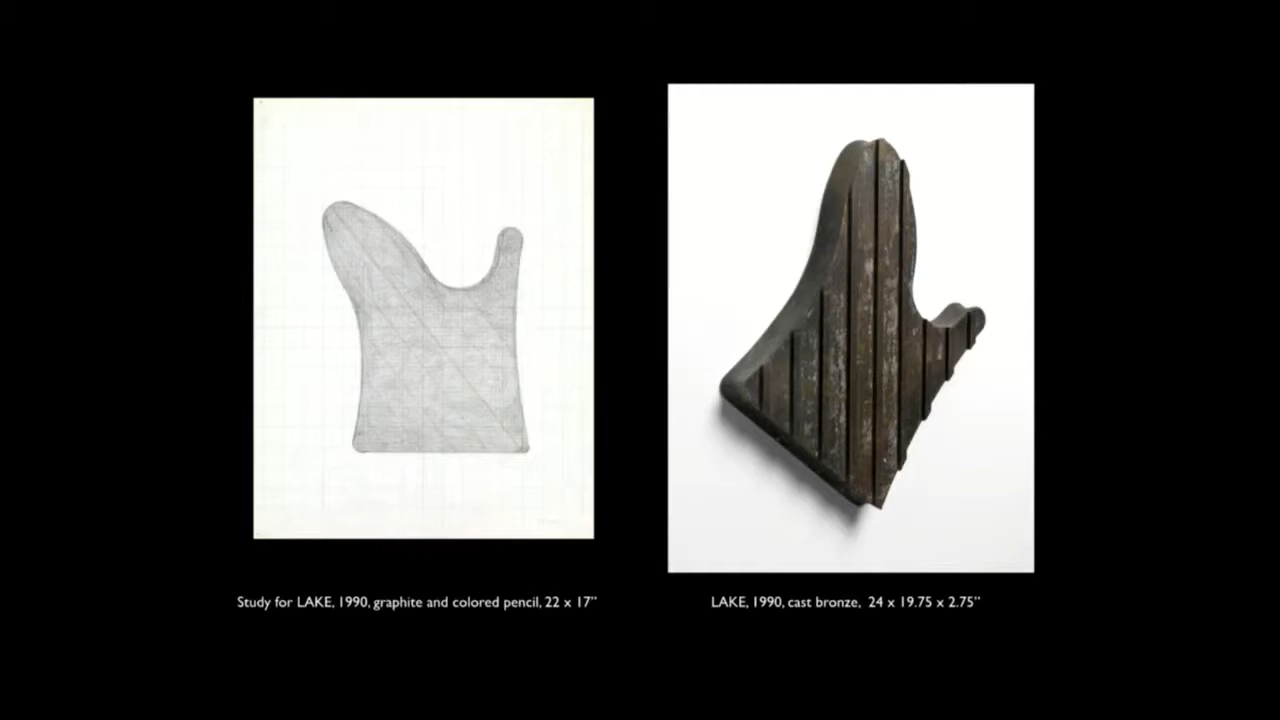 Study for LAKE, 1990, graphite and colored pencil, 22 x 17”
LAKE, 1990, cast bronze,  24 x 19.75 x 2.75”